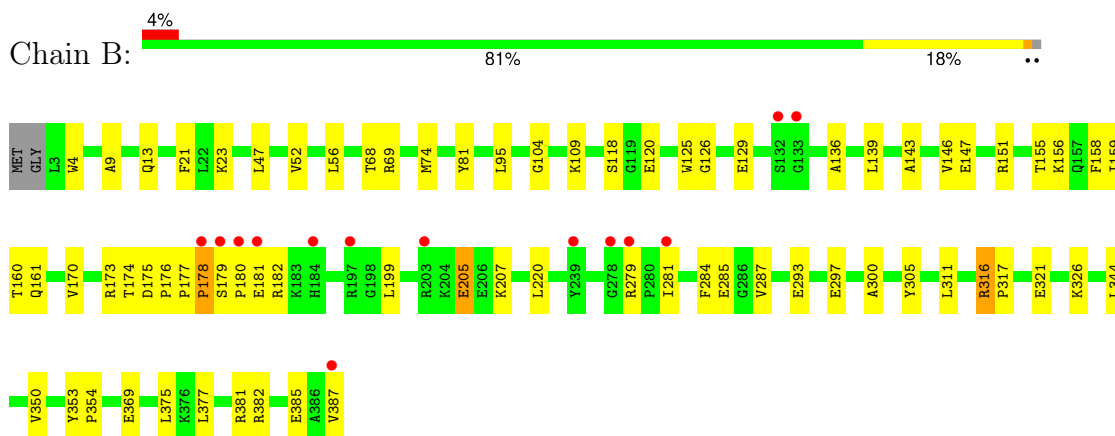 4%
Chain B:
81% 18% ••
MET GLY L3 W4 A9 Q13 F21 L22 K23 L47 V52 L56 T68 R69 M74 Y81 L95 G104 K109 S118 G119 E120 W125 G126 E129 S132 G133 A136 L139 A143 V146 E147 R151 T155 K156 Q157 F158 I159
T160 Q161 V170 R173 T174 D175 P176 P177 P178 S179 P180 E181 R182 K183 H184 R197 G198 L199 R203 K204 E205 E206 K207 L220 Y239 G278 R279 P280 I281 F284 E285 G286 V287 E293 E297 A300 Y305 L311 R316 P317 E321 K326 L344
V350 Y353 P354 E369 L375 K376 L377 R381 R382 E385 A386 V387